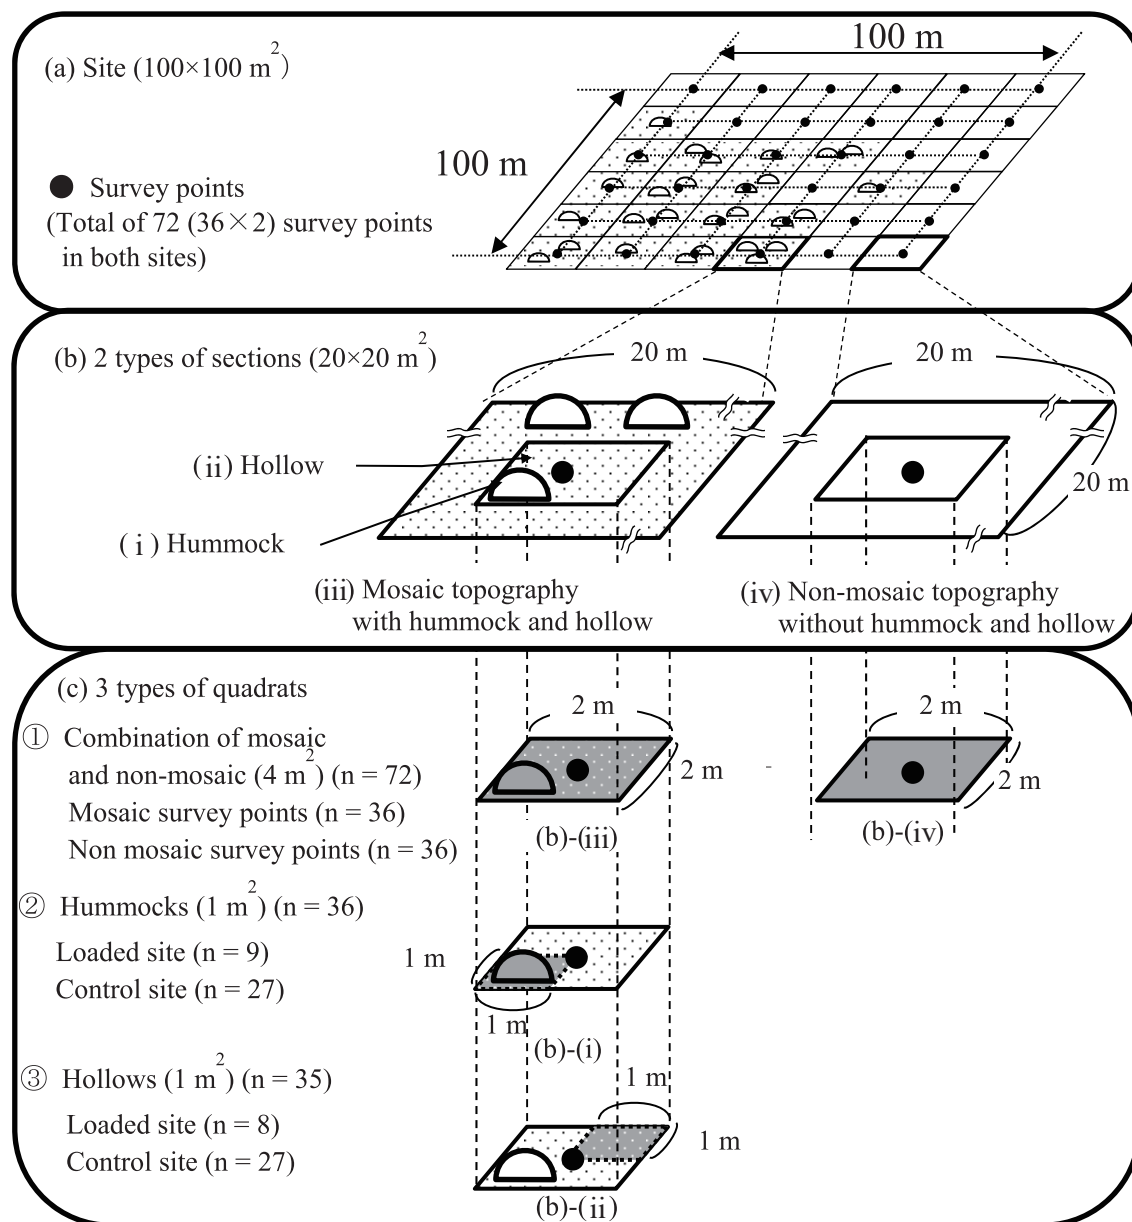 (a) Site (100×100 m²)
100 m
100 m
● Survey points
(Total of 72 (36×2) survey points
in both sites)
(b) 2 types of sections (20×20 m²)
20 m
20 m
20 m
(ii) Hollow
(i) Hummock
(iii) Mosaic topography
with hummock and hollow
(iv) Non-mosaic topography
without hummock and hollow
(c) 3 types of quadrats
① Combination of mosaic
and non-mosaic (4 m²) (n = 72)
Mosaic survey points (n = 36)
Non mosaic survey points (n = 36)
2 m
2 m
(b)-(iii)
-
2 m
2 m
(b)-(iv)
② Hummocks (1 m²) (n = 36)
Loaded site (n = 9)
Control site (n = 27)
1 m
1 m
(b)-(i)
③ Hollows (1 m²) (n = 35)
Loaded site (n = 8)
Control site (n = 27)
1 m
1 m
(b)-(ii)